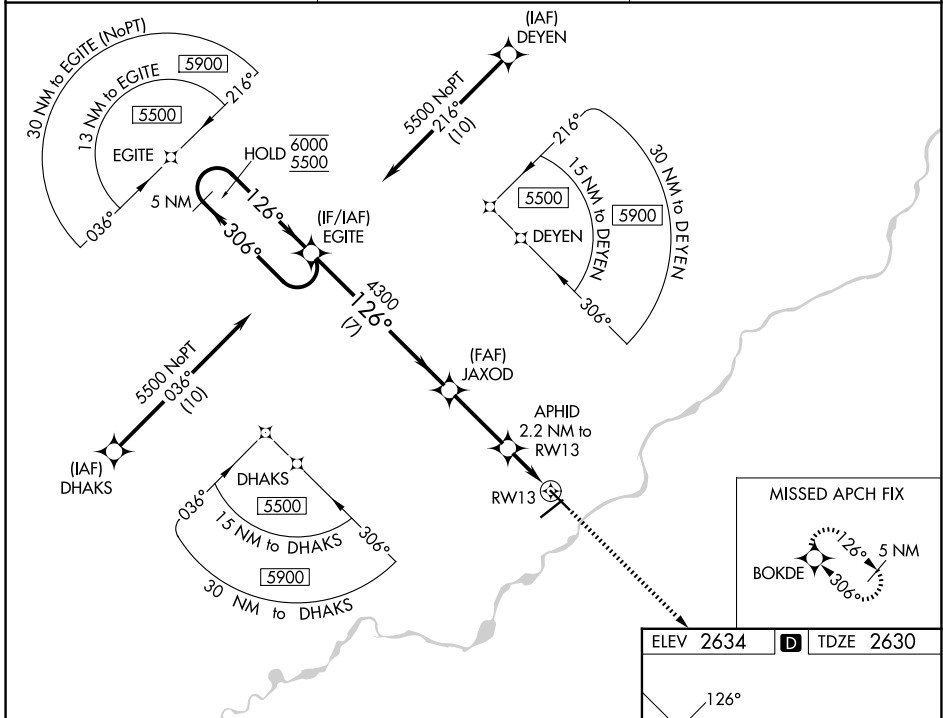 30 NM to EGITE (NoPT)
5900
216°
13 NM to EGITE
5500
EGITE
036°
(IAF)
DEYEN
5500 NoPT
216°
(10)
HOLD 6000
5500
5 NM
126°
306°
(IF/IAF)
EGITE
216°
15 NM to DEYEN
30 NM to DEYEN
5500
5900
DEYEN
306°
4300
126°
(7)
5500 NoPT
036°
(10)
(IAF)
DHAKS
(FAF)
JAXOD
APHID
2.2 NM to
RW13
RW13
DHAKS
036°
5500
306°
15 NM to DHAKS
5900
30 NM to DHAKS
MISSED APCH FIX
126°
5 NM
BOKDE
306°
ELEV 2634 D TDZE 2630
126°